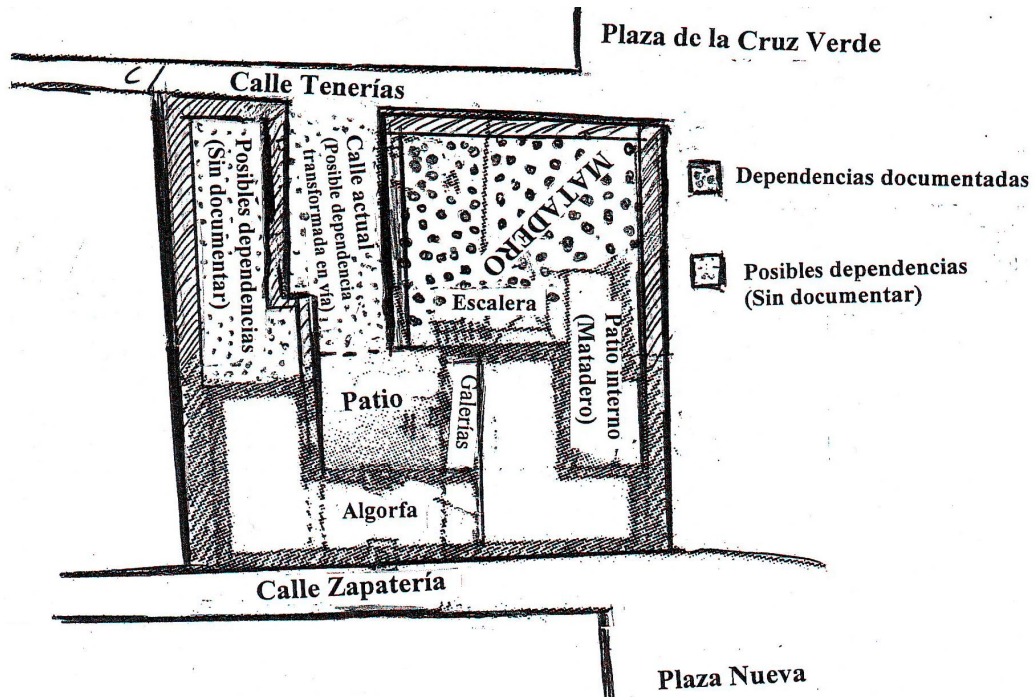 Plaza de la Cruz Verde
C/
Calle Tenerías
Posibles dependencias
(Sin documentar)
Calle actual
(Posible dependencia
transformada en vía)
MATADERO
Dependencias documentadas
Posibles dependencias
(Sin documentar)
Escalera
Patio interno
(Matadero)
Patio
Galerías
Algorfa
Calle Zapatería
Plaza Nueva